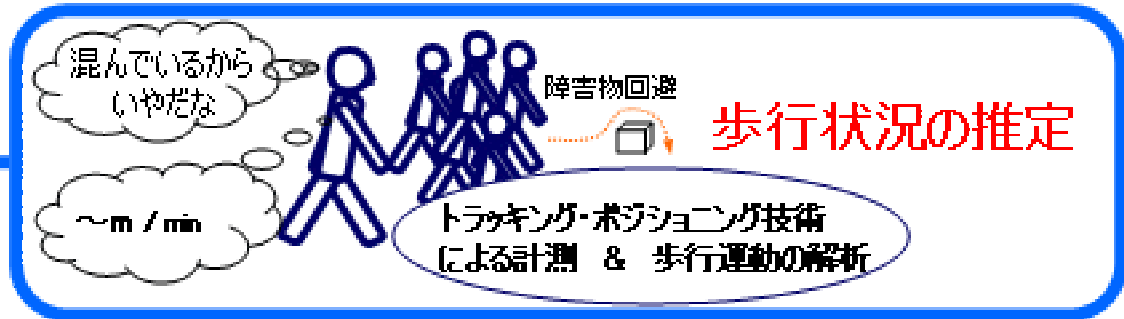 混んでいるから
いやだな
～m / min
障害物回避
歩行状況の推定
トラッキング・ポジショニング技術
による計測 & 歩行運動の解析